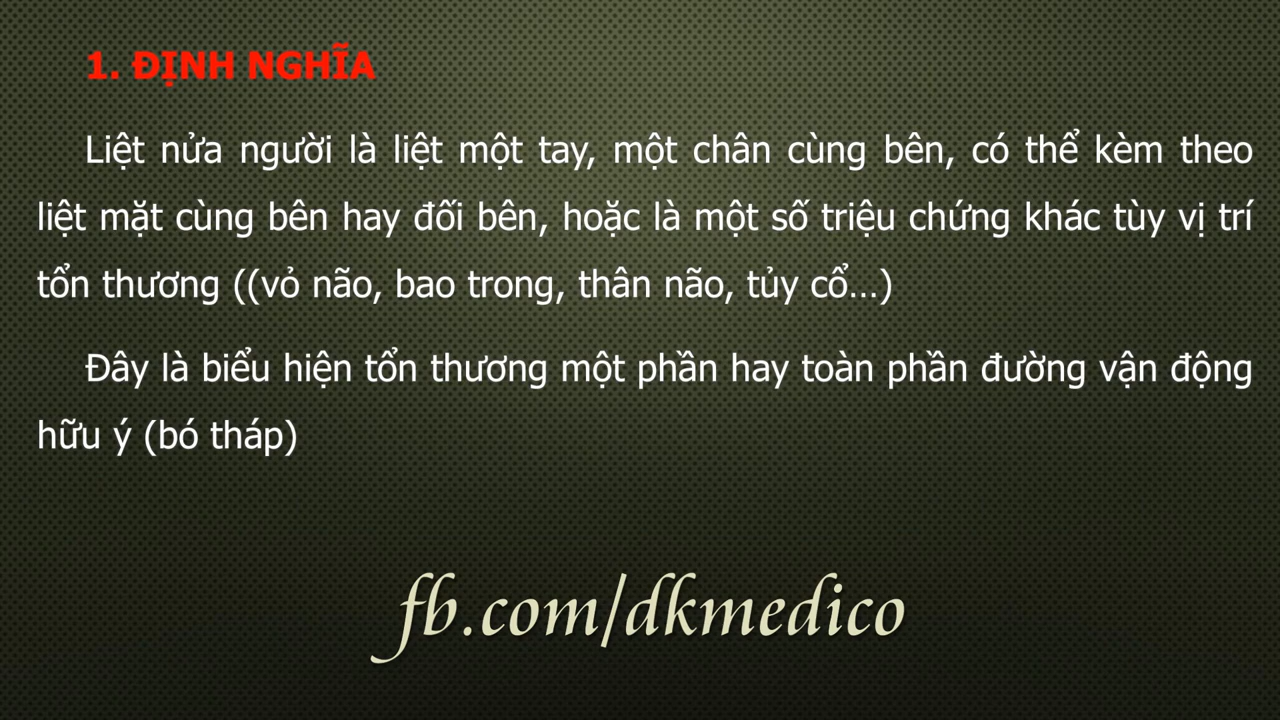 1. ĐỊNH NGHĨA
Liệt nửa người là liệt một tay, một chân cùng bên, có thể kèm theo
liệt mặt cùng bên hay đối bên, hoặc là một số triệu chứng khác tùy vị trí
tổn thương ((vỏ não, bao trong, thân não, tủy cổ…)
Đây là biểu hiện tổn thương một phần hay toàn phần đường vận động
hữu ý (bó tháp)
fb.com/dkmedico